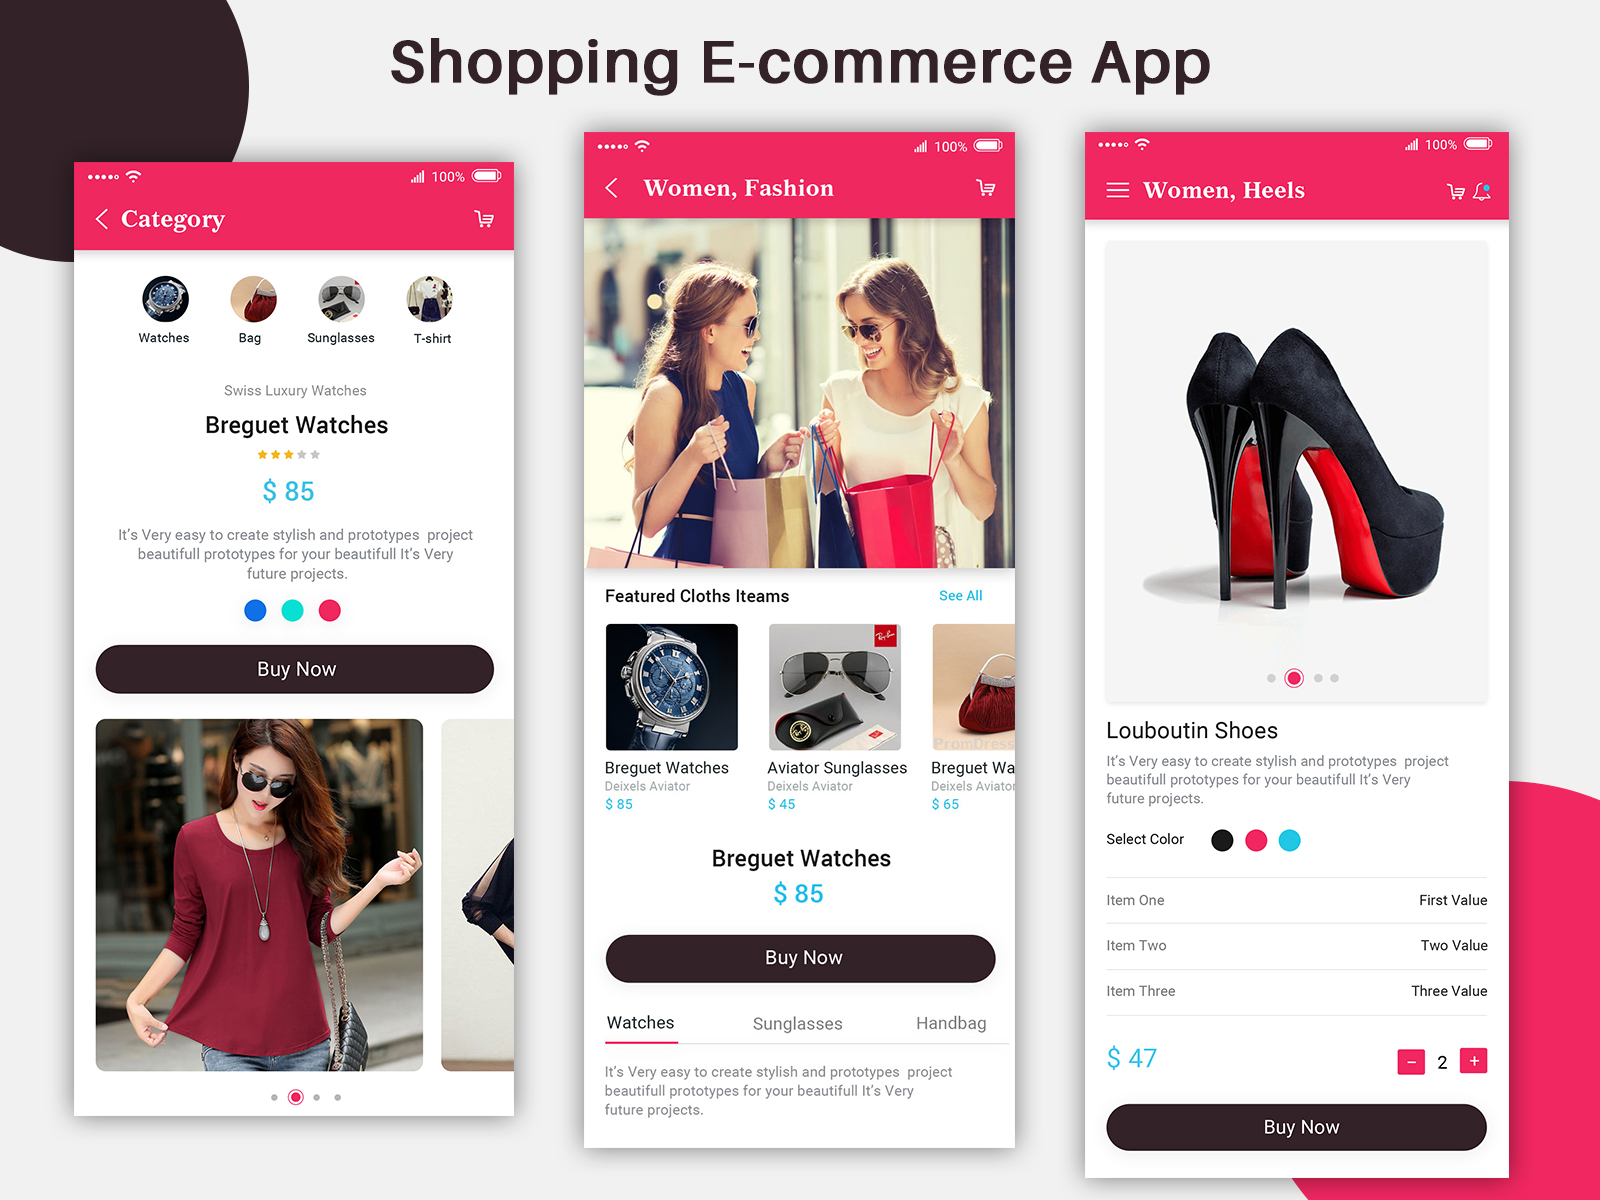 Shopping E-commerce App
100%
Category
Watches
Bag
Sunglasses
T-shirt
Swiss Luxury Watches
Breguet Watches
$ 85
It's Very easy to create stylish and prototypes project
beautifull prototypes for your beautifull It's Very
future projects.
Buy Now
100%
Women, Fashion
Featured Cloths Iteams
See All
Ray-Ban
PromDress
Breguet Watches
Deixels Aviator
$ 85
Aviator Sunglasses
Deixels Aviator
$ 45
Breguet Wa
Deixels Aviator
$ 65
Breguet Watches
$ 85
Buy Now
Watches
Sunglasses
Handbag
It's Very easy to create stylish and prototypes project
beautifull prototypes for your beautifull It's Very
future projects.
100%
Women, Heels
Louboutin Shoes
It's Very easy to create stylish and prototypes project
beautifull prototypes for your beautifull It's Very
future projects.
Select Color
Item One First Value
Item Two Two Value
Item Three Three Value
$ 47
− 2 +
Buy Now